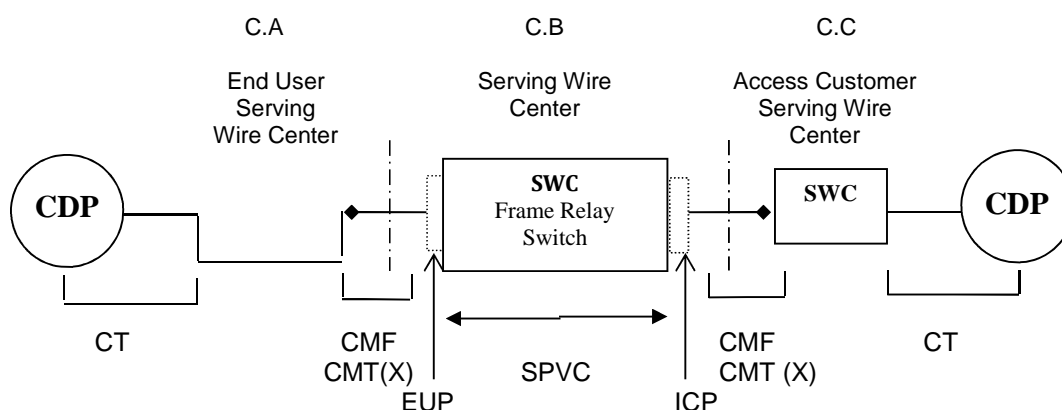 C.A
C.B
C.C
End User
Serving
Wire Center
Serving Wire
Center
Access Customer
Serving Wire
Center
CDP
SWC
Frame Relay
Switch
SWC
CDP
CT
CMF
CMT(X)
EUP
SPVC
ICP
CMF
CMT (X)
CT